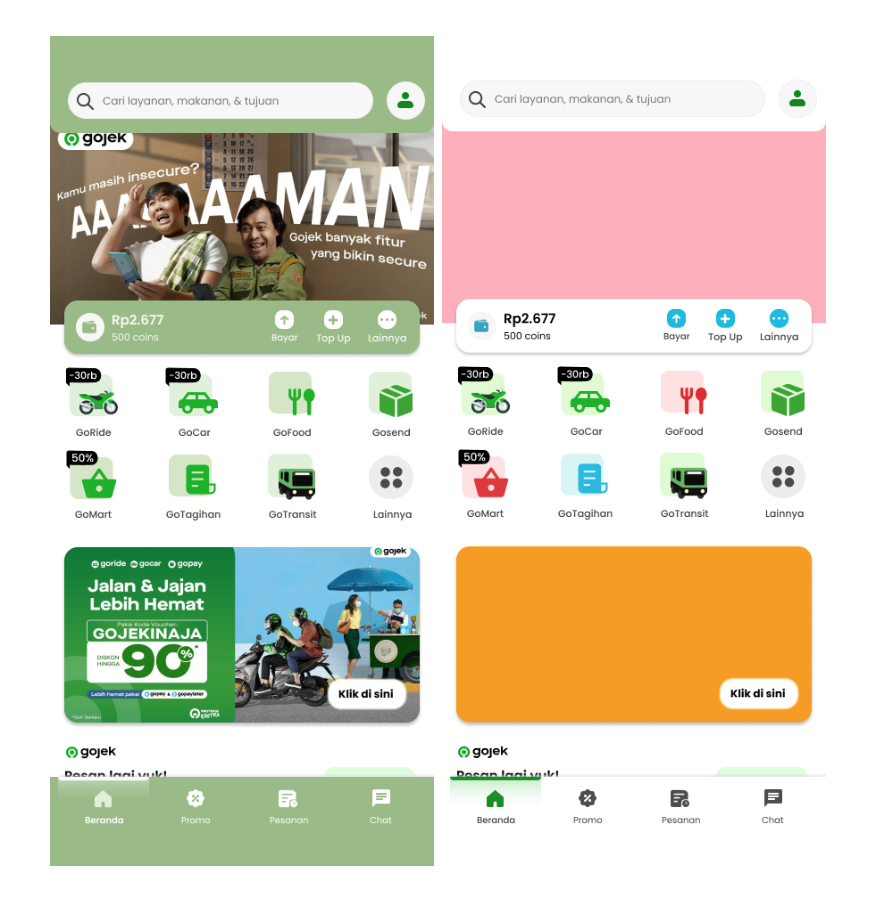 Cari layanan, makanan, & tujuan
gojek
Kamu masih insecure?
AAAAAAAMAN
Gojek banyak fitur
yang bikin secure
Rp2.677
500 coins
Bayar
Top Up
Lainnya
-30rb
-30rb
GoRide
GoCar
GoFood
Gosend
50%
GoMart
GoTagihan
GoTransit
Lainnya
goride gocar gopay
gojek
Jalan & Jajan
Lebih Hemat
Pakai Kode Voucher:
GOJEKINAJA
DISKON
HINGGA
90%*
Lebih hemat pakai gopay & gopaylater
*S&K Berlaku
Klik di sini
gojek
Pesan lagi yuk!
Beranda
Promo
Pesanan
Chat
Cari layanan, makanan, & tujuan
Rp2.677
500 coins
Bayar
Top Up
Lainnya
-30rb
-30rb
GoRide
GoCar
GoFood
Gosend
50%
GoMart
GoTagihan
GoTransit
Lainnya
Klik di sini
gojek
Pesan lagi yuk!
Beranda
Promo
Pesanan
Chat